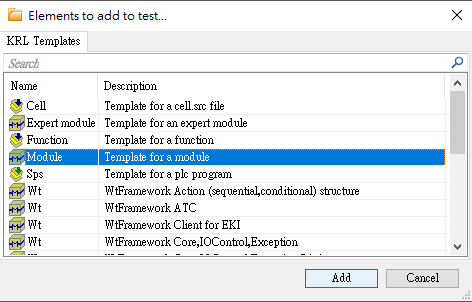 Elements to add to test...
KRL Templates
Search
Name Description
Cell Template for a cell.src file
Expert module Template for an expert module
Function Template for a function
Module Template for a module
Sps Template for a plc program
Wt WtFramework Action (sequential,conditional) structure
Wt WtFramework ATC
Wt WtFramework Client for EKI
Wt WtFramework Core,IOControl,Exception
Add Cancel